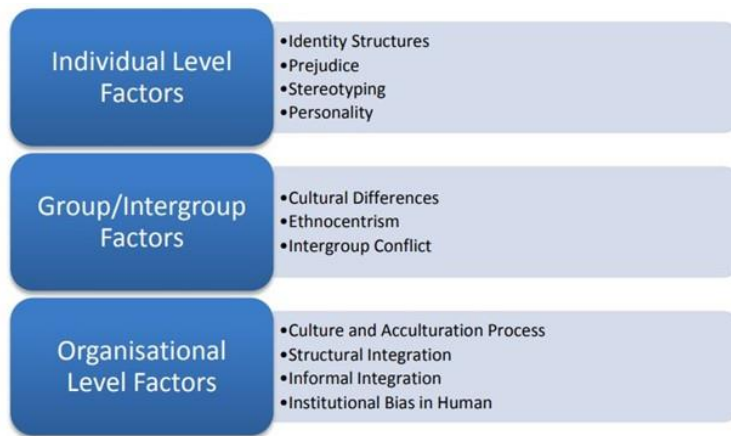 Individual Level
Factors
•Identity Structures
•Prejudice
•Stereotyping
•Personality
Group/Intergroup
Factors
•Cultural Differences
•Ethnocentrism
•Intergroup Conflict
Organisational
Level Factors
•Culture and Acculturation Process
•Structural Integration
•Informal Integration
•Institutional Bias in Human